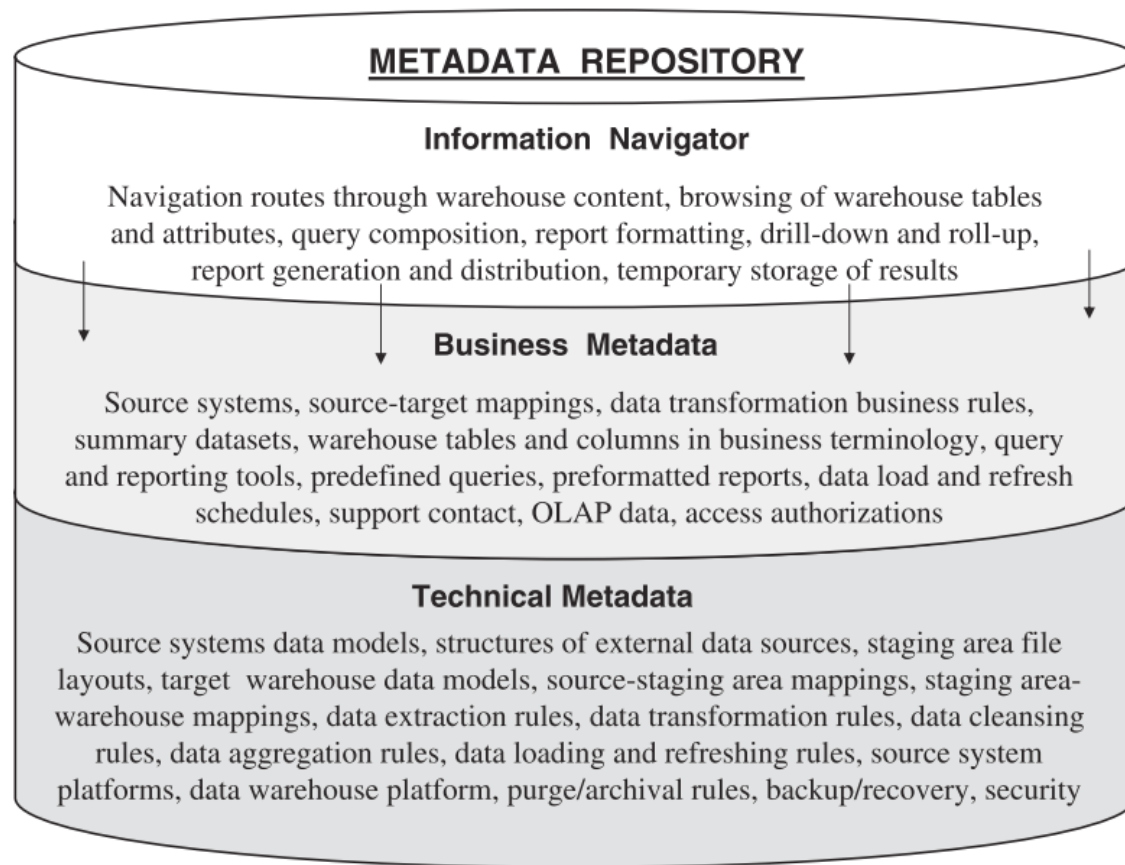 METADATA REPOSITORY
Information Navigator
Navigation routes through warehouse content, browsing of warehouse tables
and attributes, query composition, report formatting, drill-down and roll-up,
report generation and distribution, temporary storage of results
Business Metadata
Source systems, source-target mappings, data transformation business rules,
summary datasets, warehouse tables and columns in business terminology, query
and reporting tools, predefined queries, preformatted reports, data load and refresh
schedules, support contact, OLAP data, access authorizations
Technical Metadata
Source systems data models, structures of external data sources, staging area file
layouts, target warehouse data models, source-staging area mappings, staging area-
warehouse mappings, data extraction rules, data transformation rules, data cleansing
rules, data aggregation rules, data loading and refreshing rules, source system
platforms, data warehouse platform, purge/archival rules, backup/recovery, security